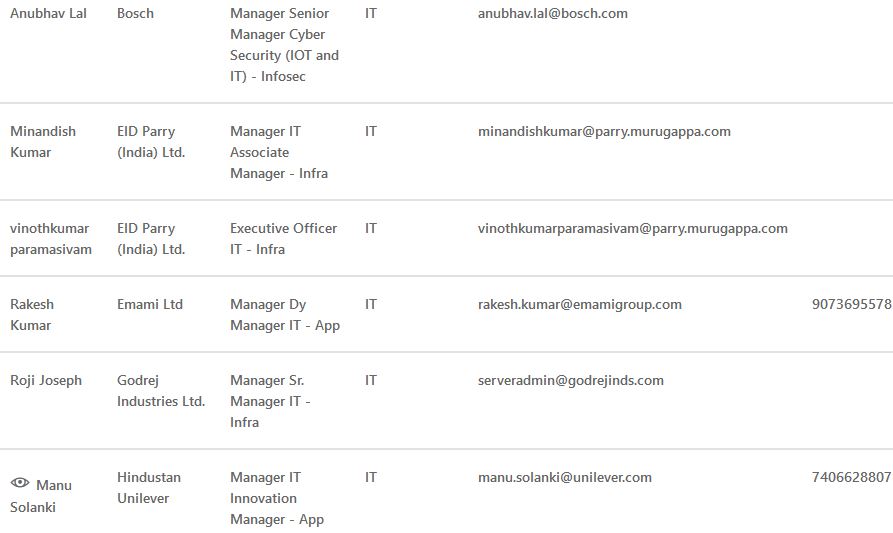 Anubhav Lal Bosch Manager Senior IT anubhav.lal@bosch.com
Manager Cyber
Security (IOT and
IT) - Infosec
Minandish EID Parry Manager IT IT minandishkumar@parry.murugappa.com
Kumar (India) Ltd. Associate
Manager - Infra
vinothkumar EID Parry Executive Officer IT vinothkumarparamasivam@parry.murugappa.com
paramasivam (India) Ltd. IT - Infra
Rakesh Emami Ltd Manager Dy IT rakesh.kumar@emamigroup.com 9073695578
Kumar Manager IT - App
Roji Joseph Godrej Manager Sr. IT serveradmin@godrejinds.com
Industries Ltd. Manager IT -
Infra
Manu Hindustan Manager IT IT manu.solanki@unilever.com 7406628807
Solanki Unilever Innovation
Manager - App